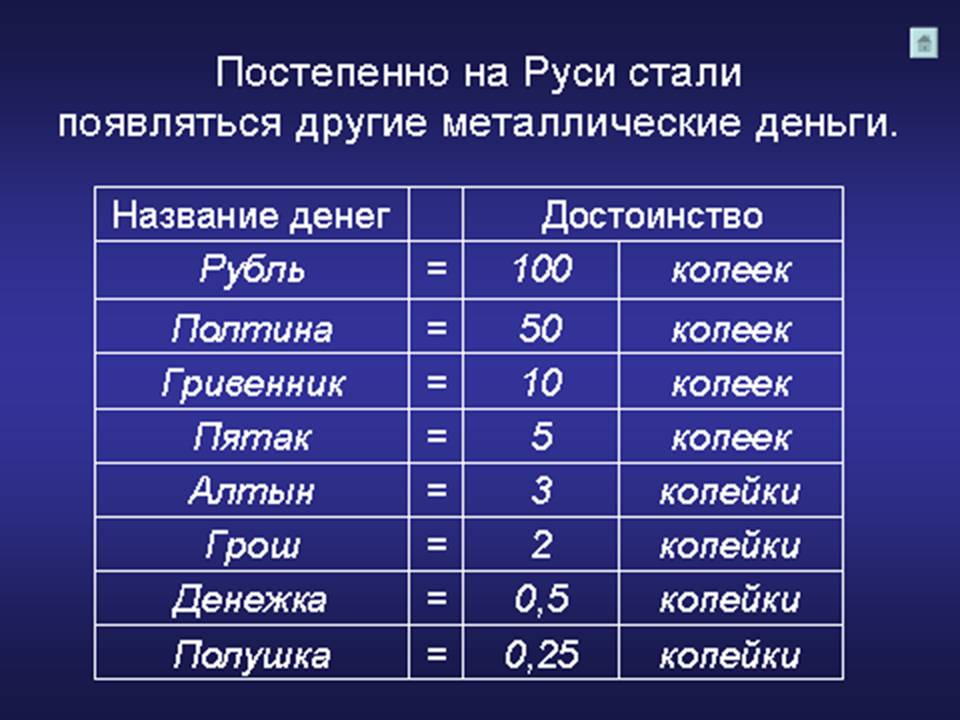 Постепенно на Руси стали
появляться другие металлические деньги.
Название денег Достоинство
Рубль = 100 копеек
Полтина = 50 копеек
Гривенник = 10 копеек
Пятак = 5 копеек
Алтын = 3 копейки
Грош = 2 копейки
Денежка = 0,5 копейки
Полушка = 0,25 копейки